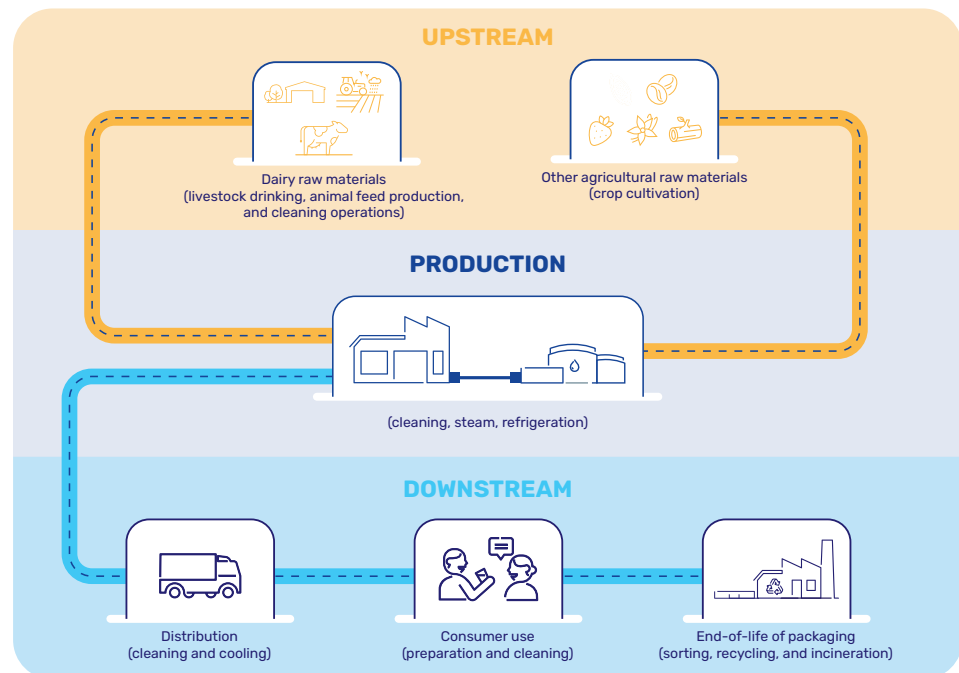 UPSTREAM
Dairy raw materials
(livestock drinking, animal feed production,
and cleaning operations)
Other agricultural raw materials
(crop cultivation)
PRODUCTION
(cleaning, steam, refrigeration)
DOWNSTREAM
Distribution
(cleaning and cooling)
Consumer use
(preparation and cleaning)
End-of-life of packaging
(sorting, recycling, and incineration)